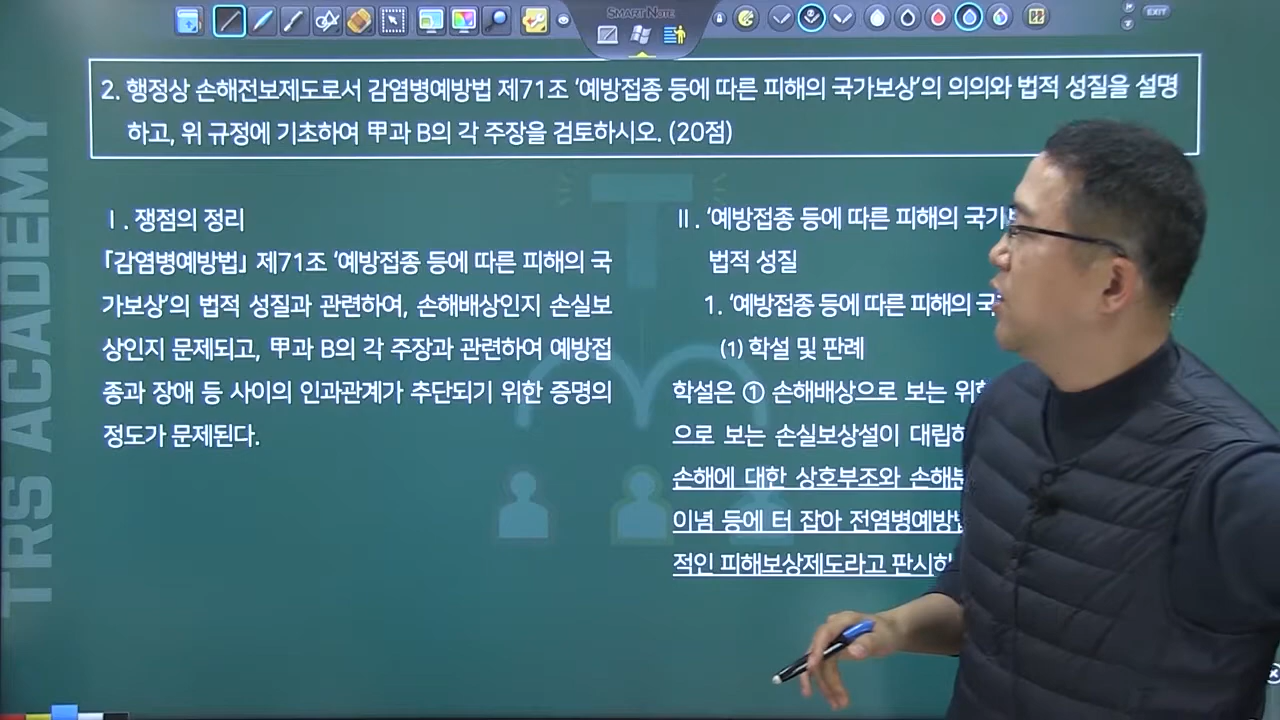 SMART NOTE
EXIT
TRS ACADEMY
2. 행정상 손해전보제도로서 감염병예방법 제71조 '예방접종 등에 따른 피해의 국가보상'의 의의와 법적 성질을 설명
하고, 위 규정에 기초하여 甲과 B의 각 주장을 검토하시오. (20점)
Ⅰ. 쟁점의 정리
「감염병예방법」 제71조 '예방접종 등에 따른 피해의 국
가보상'의 법적 성질과 관련하여, 손해배상인지 손실보
상인지 문제되고, 甲과 B의 각 주장과 관련하여 예방접
종과 장애 등 사이의 인과관계가 추단되기 위한 증명의
정도가 문제된다.
Ⅱ. '예방접종 등에 따른 피해의 국가
법적 성질
1. '예방접종 등에 따른 피해의 국
(1) 학설 및 판례
학설은 ① 손해배상으로 보는 위험
으로 보는 손실보상설이 대립하
손해에 대한 상호부조와 손해분
이념 등에 터 잡아 전염병예방법
적인 피해보상제도라고 판시하